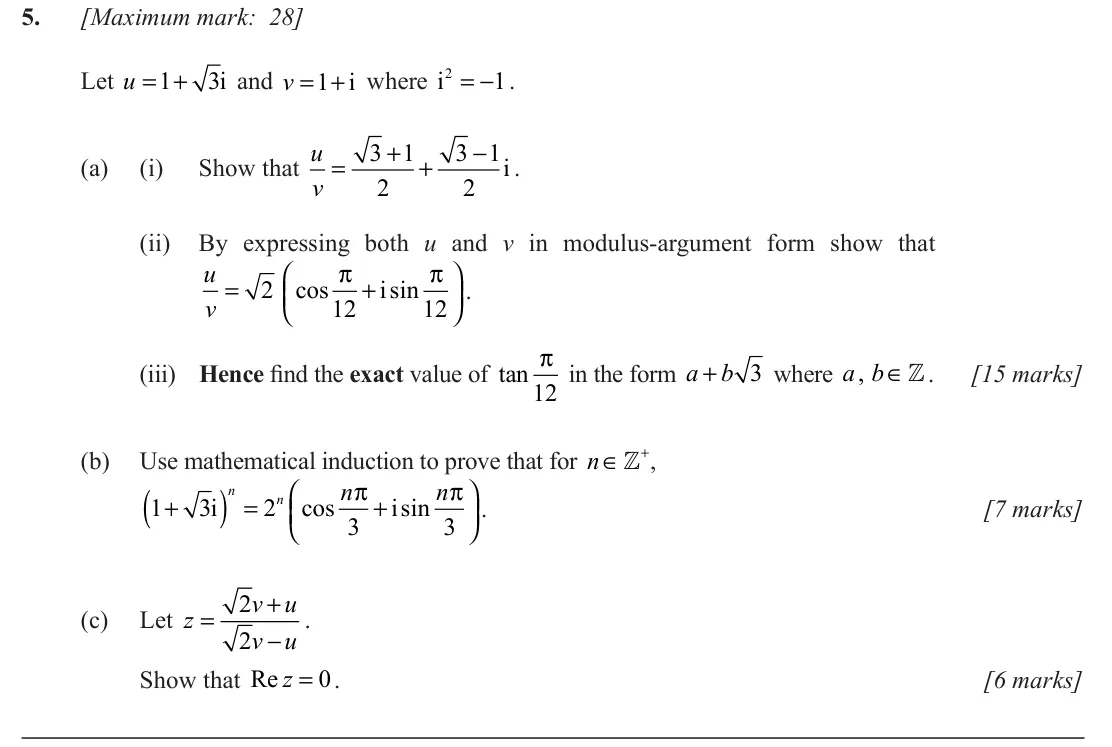 5. [Maximum mark: 28]
Let u = 1 + √3i and v = 1 + i where i² = −1.
(a) (i) Show that u/v = (√3 + 1)/2 + (√3 − 1)/2 i.
(ii) By expressing both u and v in modulus-argument form show that
u/v = √2 (cos π/12 + i sin π/12).
(iii) Hence find the exact value of tan π/12 in the form a + b√3 where a, b ∈ ℤ. [15 marks]
(b) Use mathematical induction to prove that for n ∈ ℤ⁺,
(1 + √3i)ⁿ = 2ⁿ (cos nπ/3 + i sin nπ/3). [7 marks]
(c) Let z = (√2v + u)/(√2v − u).
Show that Re z = 0. [6 marks]